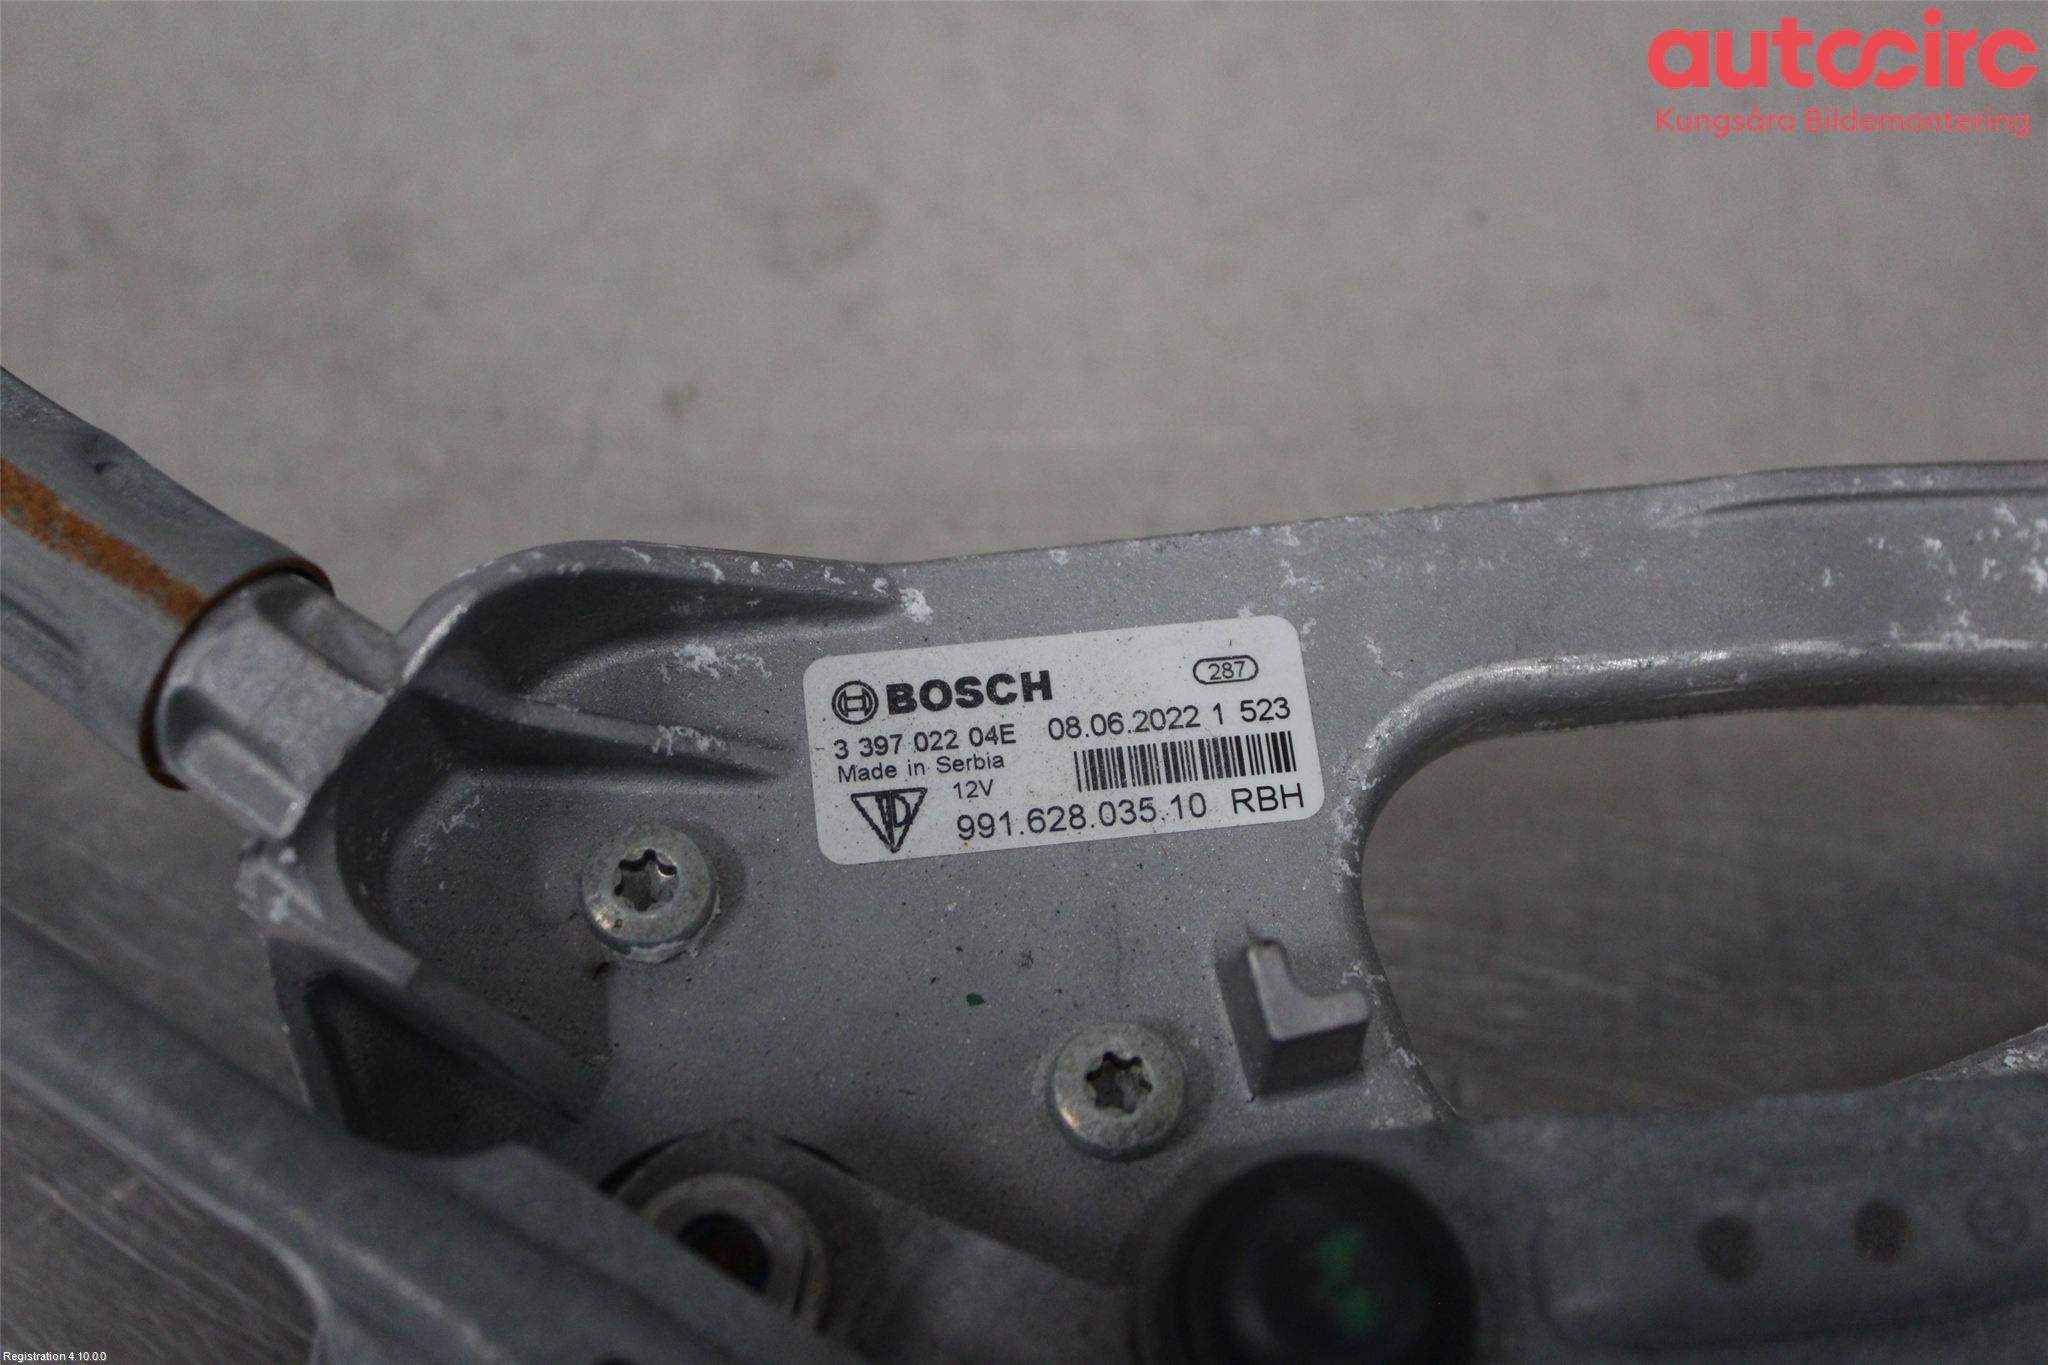 autocirc
Kungsåra Bildemontering
BOSCH 287
3 397 022 04E 08.06.2022 1 523
Made in Serbia
12V
991.628.035.10 RBH
Registration 4.10.0.0